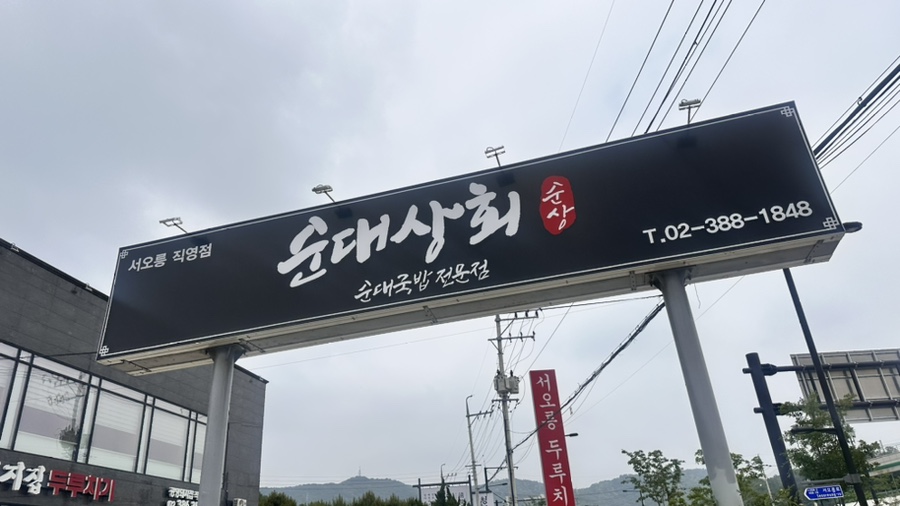 서오릉 직영점
순대상회
순상
순대국밥 전문점
T.02-388-1848
서오릉 두루치
두루치기